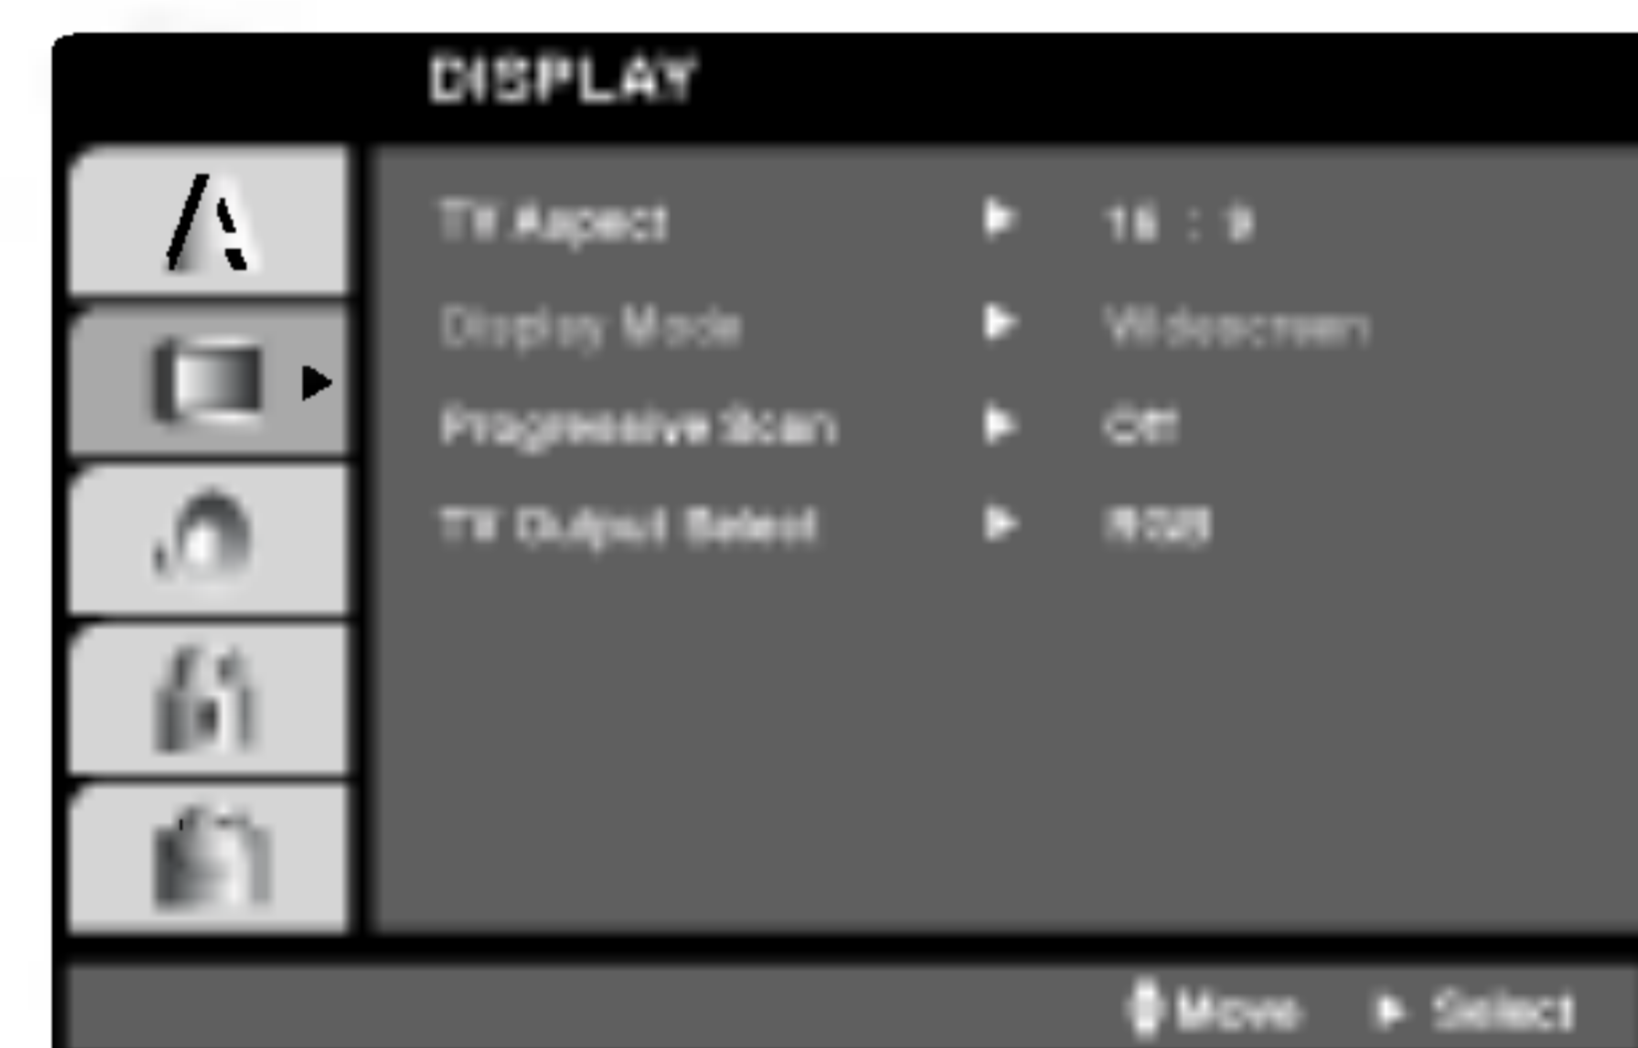 DISPLAY
TV Aspect ▶ 16 : 9
Display Mode ▶ Widescreen
Progressive Scan ▶ Off
TV Output Select ▶ RGB
Move ▶ Select